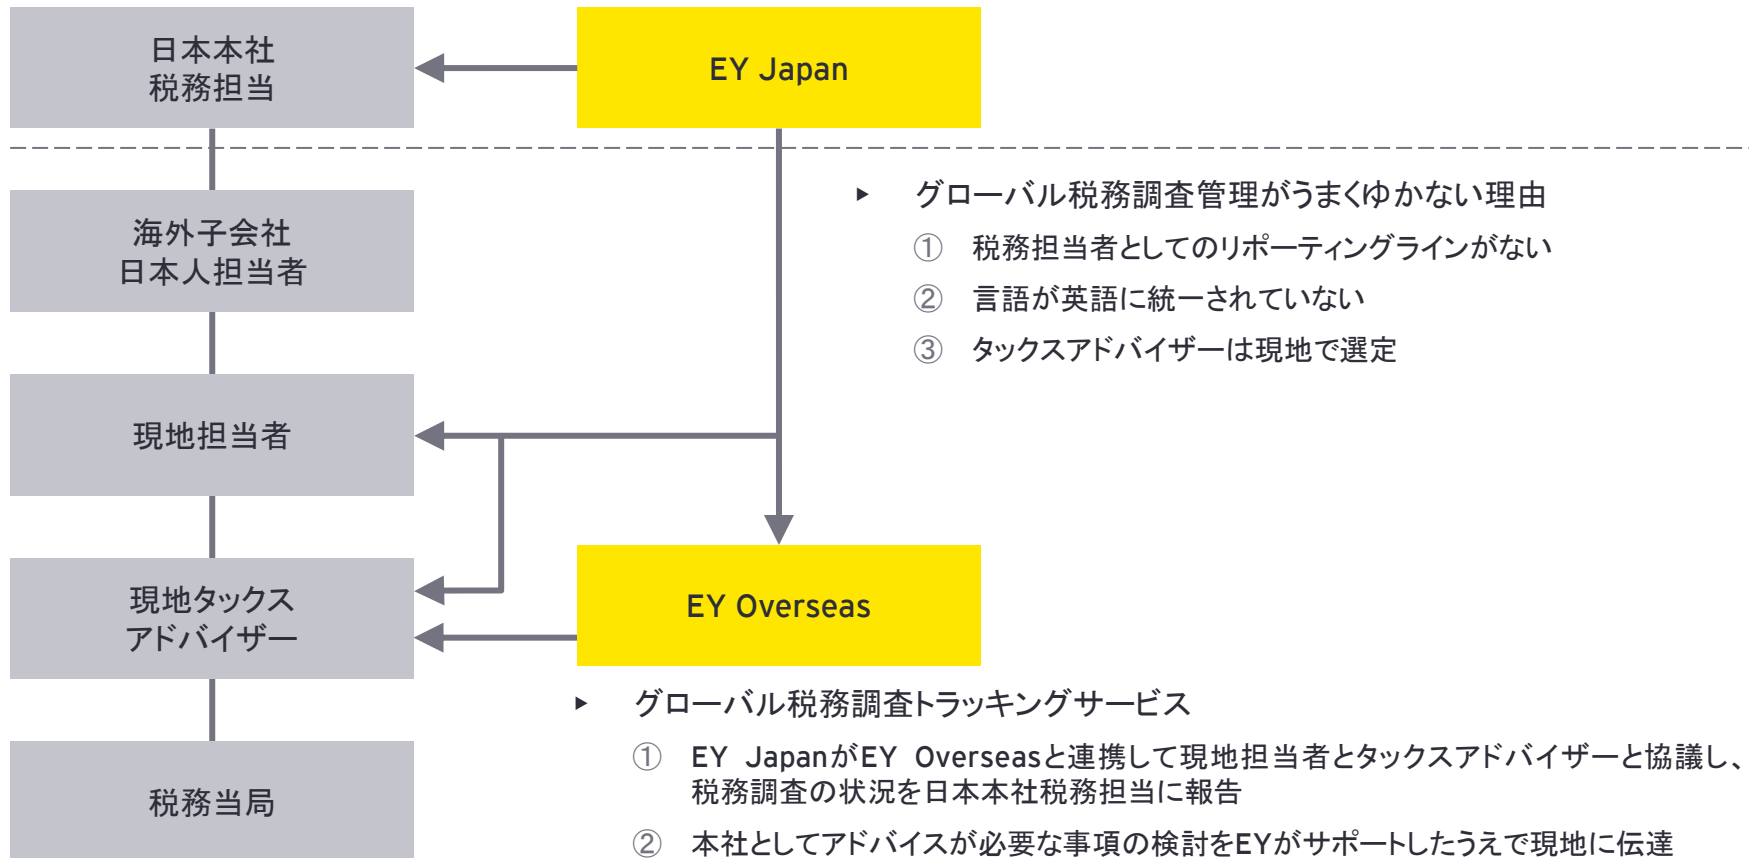 日本本社
税務担当
EY Japan
海外子会社
日本人担当者
▶ グローバル税務調査管理がうまくゆかない理由
① 税務担当者としてのリポーティングラインがない
② 言語が英語に統一されていない
③ タックスアドバイザーは現地で選定
現地担当者
現地タックス
アドバイザー
EY Overseas
▶ グローバル税務調査トラッキングサービス
① EY JapanがEY Overseasと連携して現地担当者とタックスアドバイザーと協議し、
税務調査の状況を日本本社税務担当に報告
② 本社としてアドバイスが必要な事項の検討をEYがサポートしたうえで現地に伝達
税務当局